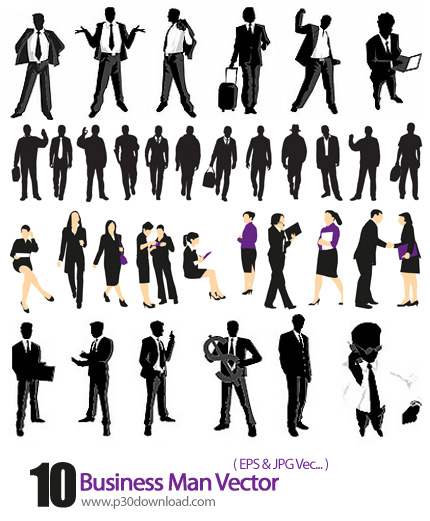 ( EPS & JPG Vec... )
10 Business Man Vector
www.p30download.com